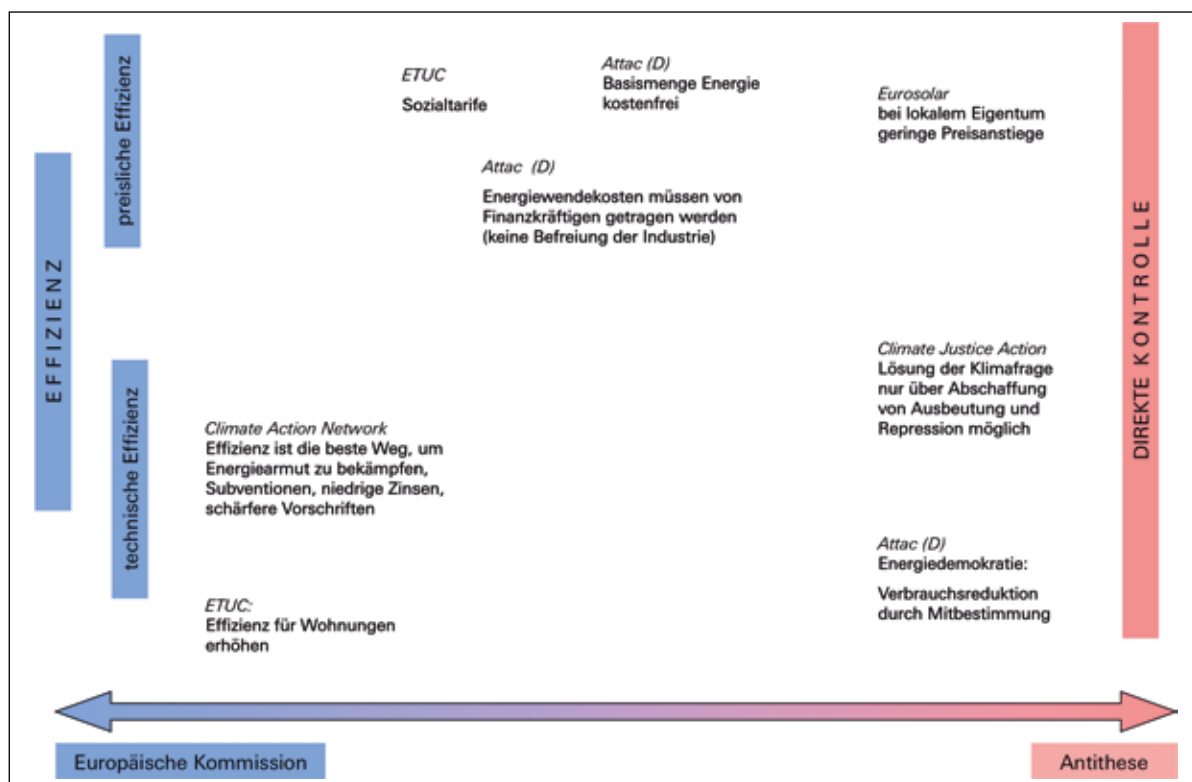 EFFIZIENZ
preisliche Effizienz
technische Effizienz
ETUC
Sozialtarife
Attac (D)
Basismenge Energie
kostenfrei
Eurosolar
bei lokalem Eigentum
geringe Preisanstiege
Attac (D)
Energiewendekosten müssen von
Finanzkräftigen getragen werden
(keine Befreiung der Industrie)
Climate Justice Action
Lösung der Klimafrage
nur über Abschaffung
von Ausbeutung und
Repression möglich
Climate Action Network
Effizienz ist die beste Weg, um
Energiearmut zu bekämpfen,
Subventionen, niedrige Zinsen,
schärfere Vorschriften
Attac (D)
Energiedemokratie:
Verbrauchsreduktion
durch Mitbestimmung
ETUC:
Effizienz für Wohnungen
erhöhen
DIREKTE KONTROLLE
Europäische Kommission
Antithese